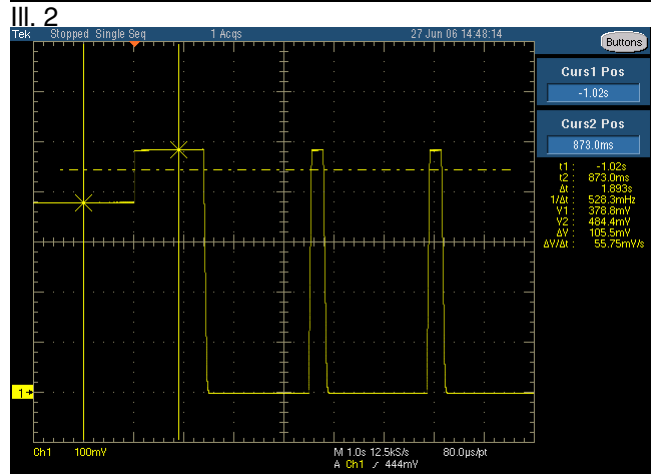 Ill. 2
Tek Stopped Single Seq 1 Acqs 27 Jun 06 14:48:14
Buttons
Curs1 Pos
-1.02s
Curs2 Pos
873.0ms
t1 : -1.02s
t2 : 873.0ms
Δt : 1.893s
1/Δt : 528.3mHz
V1 : 378.8mV
V2 : 484.4mV
ΔV : 105.5mV
ΔV/Δt : 55.75mV/s
1
Ch1 100mV M 1.0s 12.5kS/s 80.0µs/pt
A Ch1 / 444mV